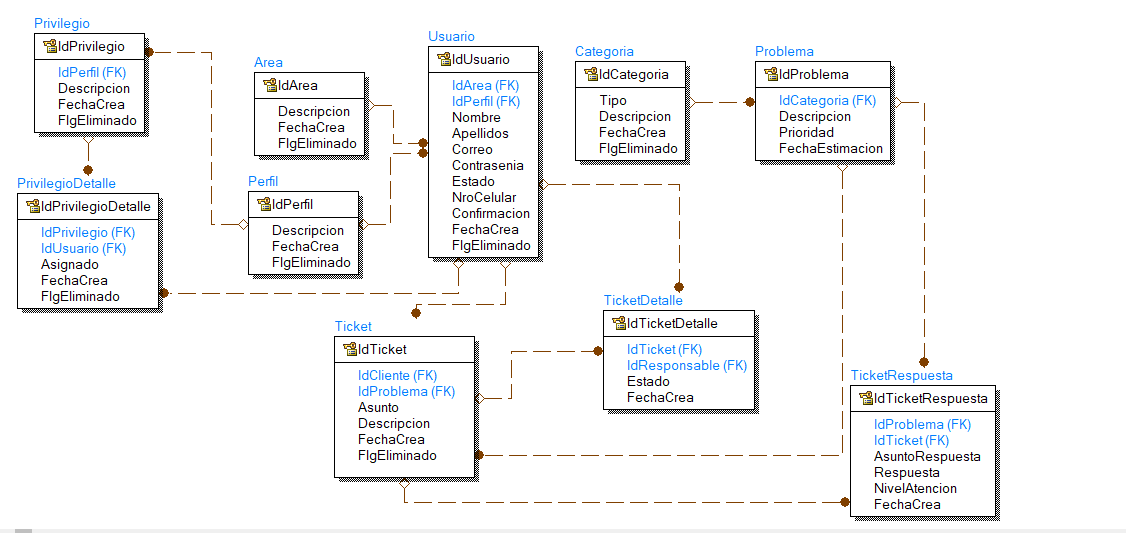 Privilegio
IdPrivilegio
IdPerfil (FK)
Descripcion
FechaCrea
FlgEliminado
PrivilegioDetalle
IdPrivilegioDetalle
IdPrivilegio (FK)
IdUsuario (FK)
Asignado
FechaCrea
FlgEliminado
Area
IdArea
Descripcion
FechaCrea
FlgEliminado
Perfil
IdPerfil
Descripcion
FechaCrea
FlgEliminado
Usuario
IdUsuario
IdArea (FK)
IdPerfil (FK)
Nombre
Apellidos
Correo
Contrasenia
Estado
NroCelular
Confirmacion
FechaCrea
FlgEliminado
Categoria
IdCategoria
Tipo
Descripcion
FechaCrea
FlgEliminado
Problema
IdProblema
IdCategoria (FK)
Descripcion
Prioridad
FechaEstimacion
Ticket
IdTicket
IdCliente (FK)
IdProblema (FK)
Asunto
Descripcion
FechaCrea
FlgEliminado
TicketDetalle
IdTicketDetalle
IdTicket (FK)
IdResponsable (FK)
Estado
FechaCrea
TicketRespuesta
IdTicketRespuesta
IdProblema (FK)
IdTicket (FK)
AsuntoRespuesta
Respuesta
NivelAtencion
FechaCrea